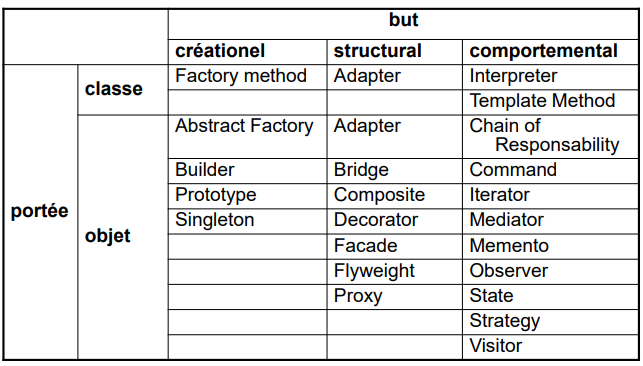 but
créationel structural comportemental
portée classe Factory method Adapter Interpreter
Template Method
objet Abstract Factory Adapter Chain of
Responsability
Builder Bridge Command
Prototype Composite Iterator
Singleton Decorator Mediator
Facade Memento
Flyweight Observer
Proxy State
Strategy
Visitor